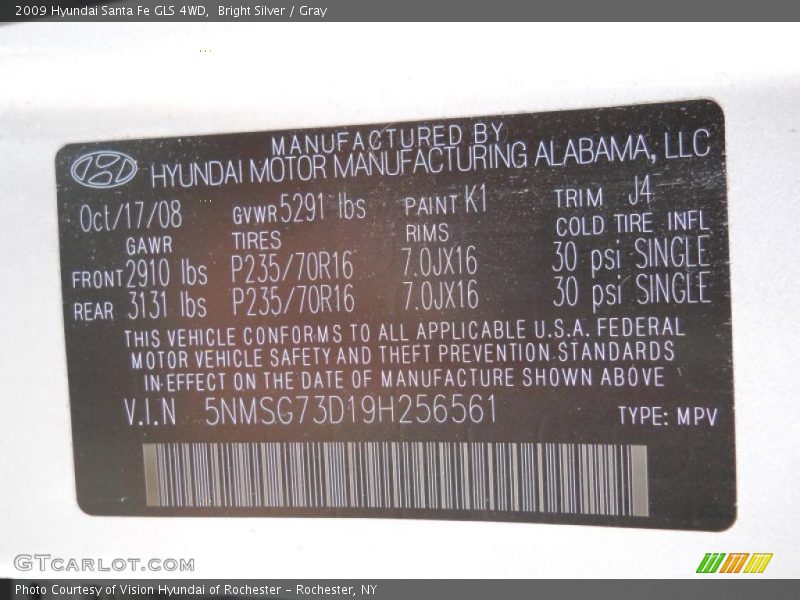 2009 Hyundai Santa Fe GLS 4WD, Bright Silver / Gray
MANUFACTURED BY
HYUNDAI MOTOR MANUFACTURING ALABAMA, LLC
Oct/17/08 GVWR 5291 lbs PAINT K1 TRIM J4
GAWR TIRES RIMS COLD TIRE INFL
FRONT 2910 lbs P235/70R16 7.0JX16 30 psi SINGLE
REAR 3131 lbs P235/70R16 7.0JX16 30 psi SINGLE
THIS VEHICLE CONFORMS TO ALL APPLICABLE U.S.A. FEDERAL
MOTOR VEHICLE SAFETY AND THEFT PREVENTION STANDARDS
IN EFFECT ON THE DATE OF MANUFACTURE SHOWN ABOVE
V.I.N 5NMSG73D19H256561 TYPE: MPV
GTCARLOT.COM
Photo Courtesy of Vision Hyundai of Rochester - Rochester, NY